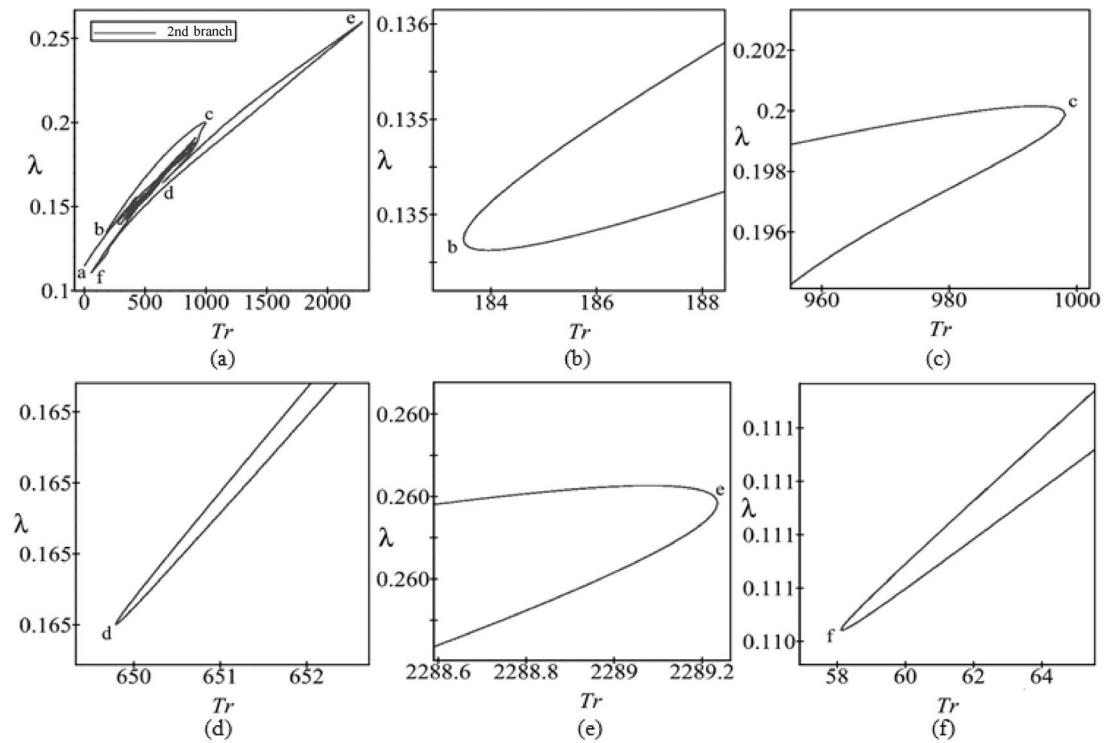 0.25
0.2
λ
0.15
0.1
2nd branch
e
c
d
b
a
f
0
500
1000
1500
2000
Tr
(a)
0.136
0.135
λ
0.135
b
184
186
188
Tr
(b)
0.202
0.2
λ
0.198
0.196
c
960
980
1000
Tr
(c)
0.165
0.165
λ
0.165
0.165
d
650
651
652
Tr
(d)
0.260
0.260
λ
0.260
e
2288.6
2288.8
2289
2289.2
Tr
(e)
0.111
0.111
λ
0.111
0.111
0.110
f
58
60
62
64
Tr
(f)